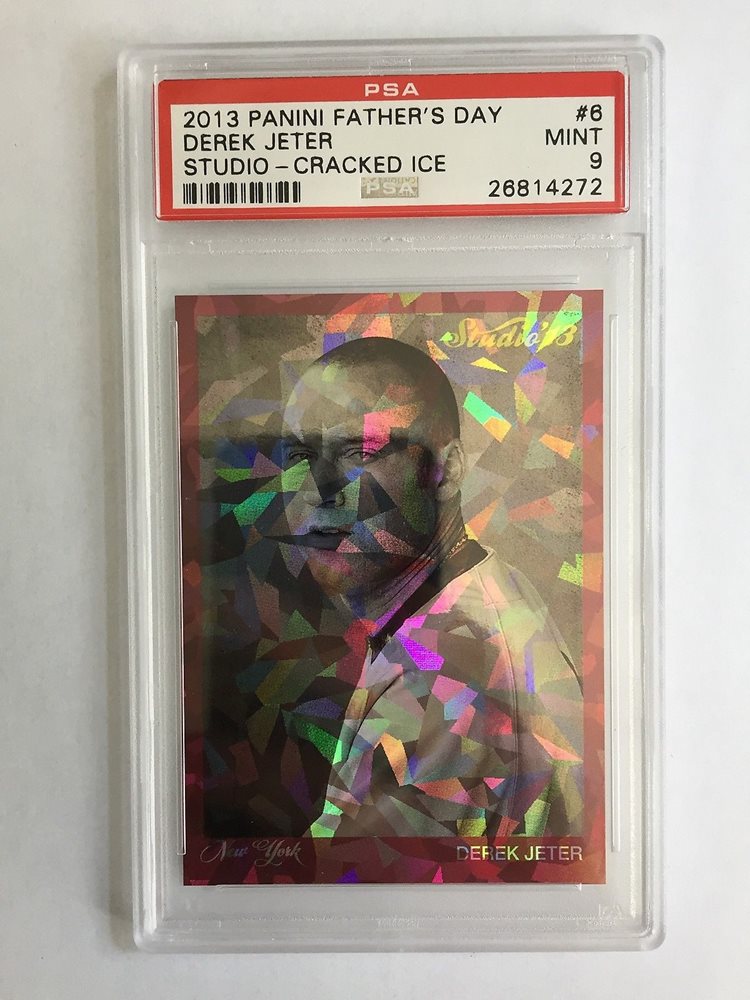 PSA
2013 PANINI FATHER'S DAY #6
DEREK JETER MINT
STUDIO – CRACKED ICE 9
PSA 26814272
Studio'13
New York DEREK JETER